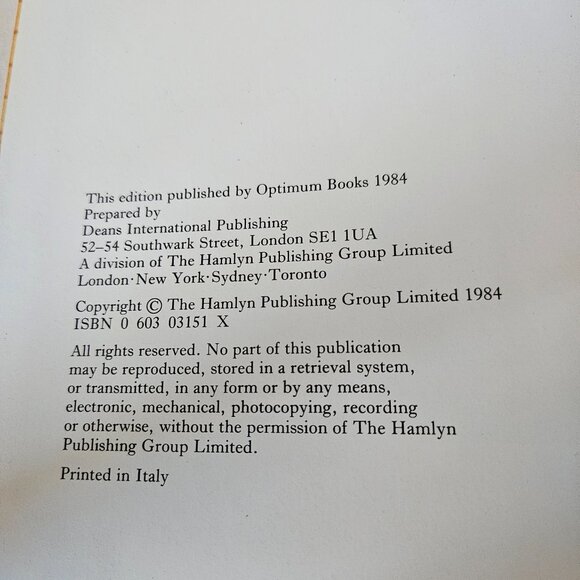 This edition published by Optimum Books 1984
Prepared by
Deans International Publishing
52–54 Southwark Street, London SE1 1UA
A division of The Hamlyn Publishing Group Limited
London·New York·Sydney·Toronto
Copyright © The Hamlyn Publishing Group Limited 1984
ISBN 0 603 03151 X
All rights reserved. No part of this publication
may be reproduced, stored in a retrieval system,
or transmitted, in any form or by any means,
electronic, mechanical, photocopying, recording
or otherwise, without the permission of The Hamlyn
Publishing Group Limited.
Printed in Italy